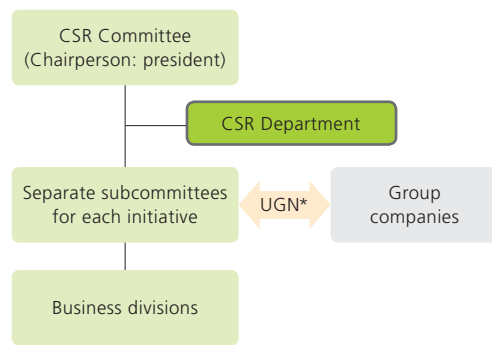 CSR Committee
(Chairperson: president)
CSR Department
Separate subcommittees
for each initiative
UGN*
Group
companies
Business divisions